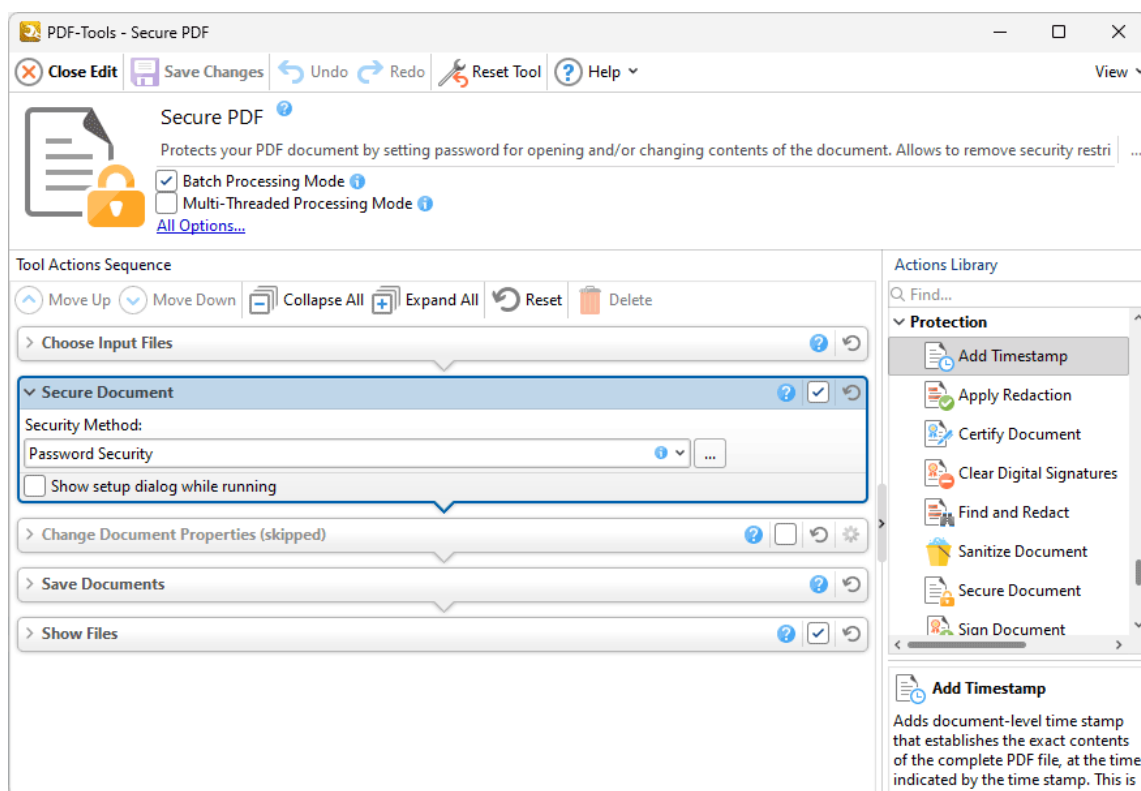 PDF-Tools - Secure PDF
Close Edit Save Changes Undo Redo Reset Tool Help View
Secure PDF
Protects your PDF document by setting password for opening and/or changing contents of the document. Allows to remove security restri ...
Batch Processing Mode
Multi-Threaded Processing Mode
All Options...
Tool Actions Sequence
Move Up Move Down Collapse All Expand All Reset Delete
Choose Input Files
Secure Document
Security Method:
Password Security ...
Show setup dialog while running
Change Document Properties (skipped)
Save Documents
Show Files
Actions Library
Find...
Protection
Add Timestamp
Apply Redaction
Certify Document
Clear Digital Signatures
Find and Redact
Sanitize Document
Secure Document
Sign Document
Add Timestamp
Adds document-level time stamp
that establishes the exact contents
of the complete PDF file, at the time
indicated by the time stamp. This is